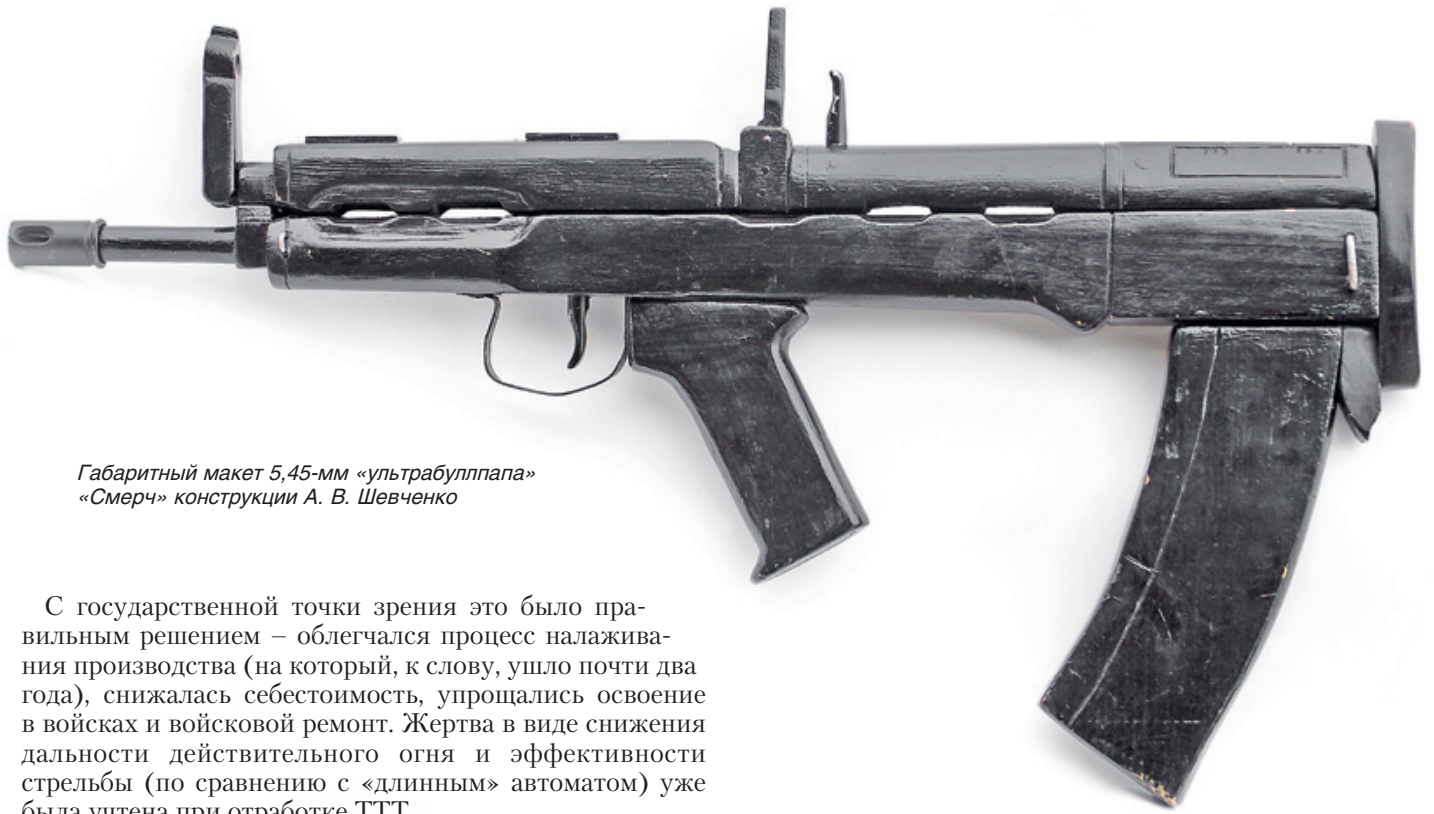 Габаритный макет 5,45-мм «ультрабуллпапа»
«Смерч» конструкции А. В. Шевченко
С государственной точки зрения это было пра-
вильным решением – облегчался процесс налажива-
ния производства (на который, к слову, ушло почти два
года), снижалась себестоимость, упрощались освоение
в войсках и войсковой ремонт. Жертва в виде снижения
дальности действительного огня и эффективности
стрельбы (по сравнению с «длинным» автоматом) уже
была учтена при отработке ТТТ